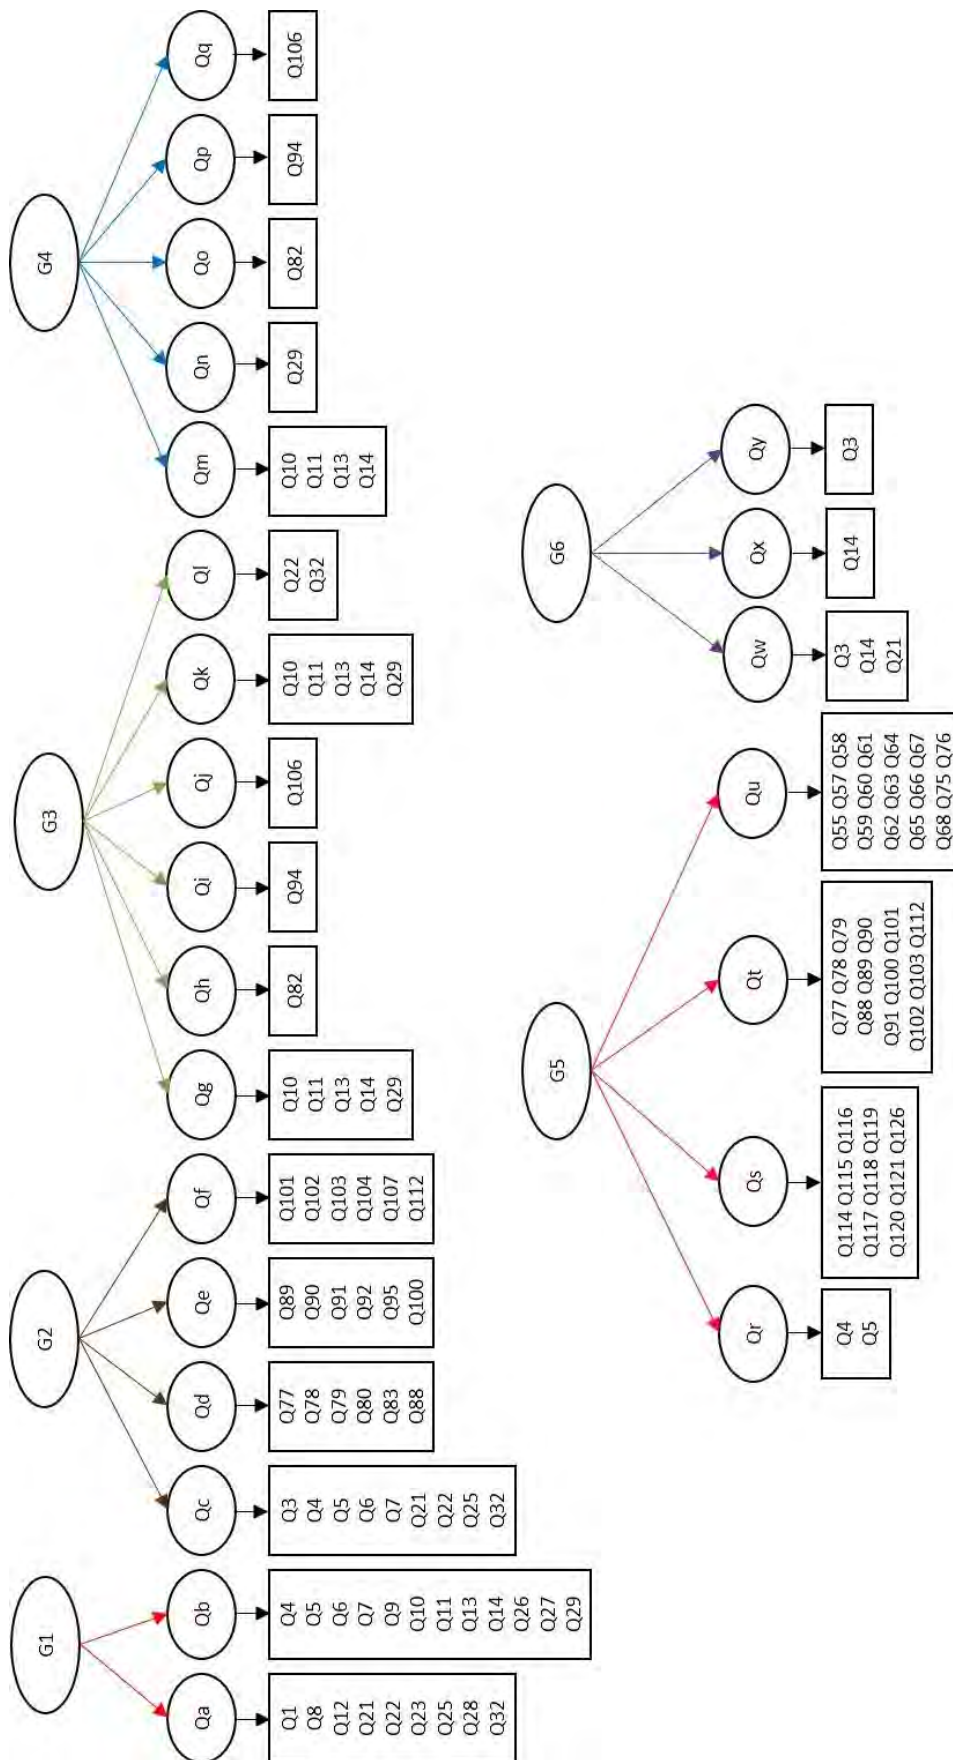 G1
G2
G3
G4
Qa
Qb
Qc
Qd
Qe
Qf
Qg
Qh
Qi
Qj
Qk
Ql
Qm
Qn
Qo
Qp
Qq
Q1
Q8
Q12
Q21
Q22
Q23
Q25
Q28
Q32
Q4
Q5
Q6
Q7
Q9
Q10
Q11
Q13
Q14
Q26
Q27
Q29
Q3
Q4
Q5
Q6
Q7
Q21
Q22
Q25
Q32
Q77
Q78
Q79
Q80
Q83
Q88
Q89
Q90
Q91
Q92
Q95
Q100
Q101
Q102
Q103
Q104
Q107
Q112
Q10
Q11
Q13
Q14
Q29
Q82
Q94
Q106
Q10
Q11
Q13
Q14
Q29
Q22
Q32
Q10
Q11
Q13
Q14
Q29
Q82
Q94
Q106
G5
G6
Qr
Qs
Qt
Qu
Qw
Qx
Qy
Q4
Q5
Q114 Q115 Q116
Q117 Q118 Q119
Q120 Q121 Q126
Q77 Q78 Q79
Q88 Q89 Q90
Q91 Q100 Q101
Q102 Q103 Q112
Q55 Q57 Q58
Q59 Q60 Q61
Q62 Q63 Q64
Q65 Q66 Q67
Q68 Q75 Q76
Q3
Q14
Q21
Q14
Q3